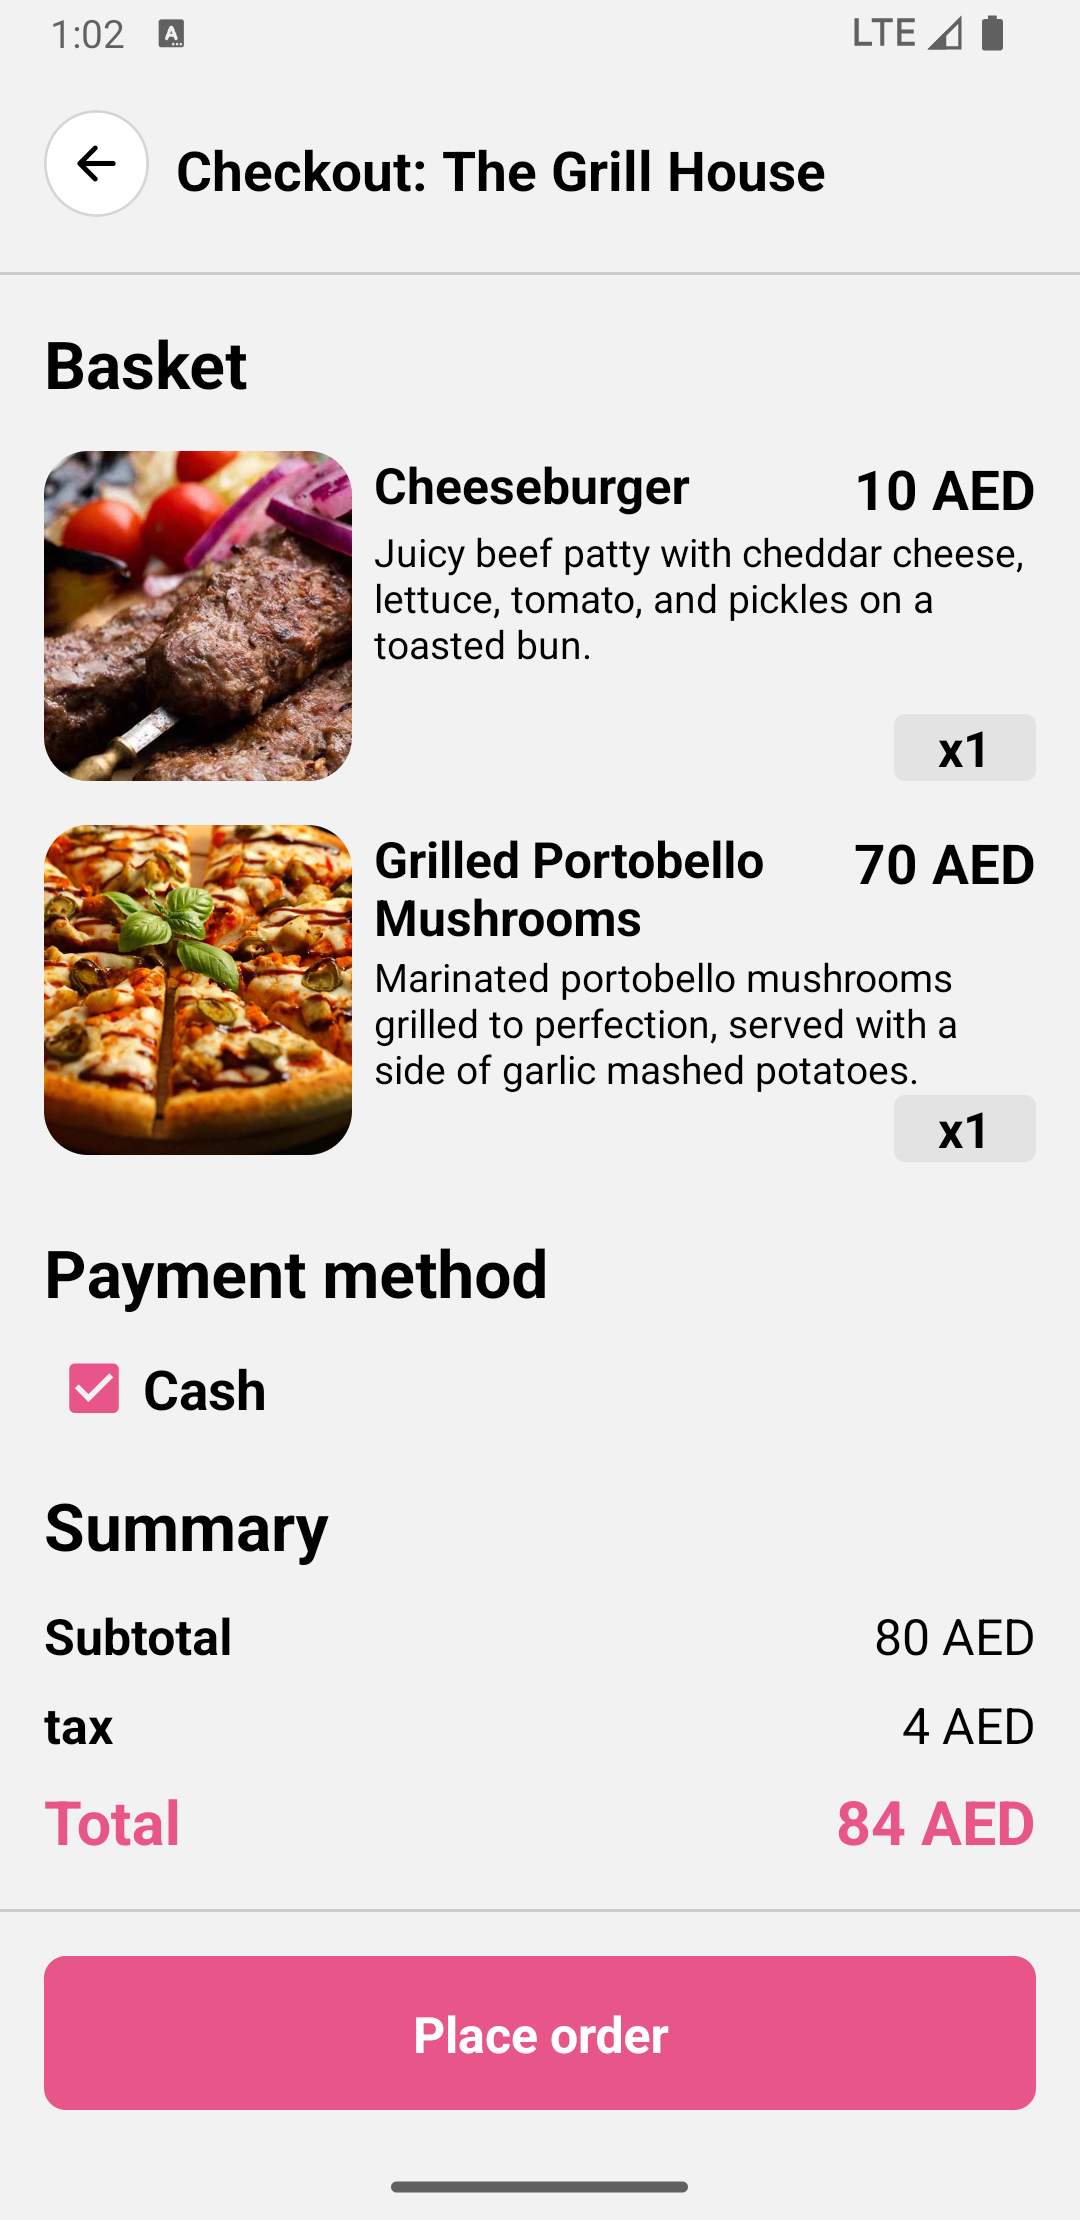 1:02
A
LTE
Checkout: The Grill House
Basket
Cheeseburger
10 AED
Juicy beef patty with cheddar cheese,
lettuce, tomato, and pickles on a
toasted bun.
x1
Grilled Portobello
Mushrooms
70 AED
Marinated portobello mushrooms
grilled to perfection, served with a
side of garlic mashed potatoes.
x1
Payment method
Cash
Summary
Subtotal
80 AED
tax
4 AED
Total
84 AED
Place order